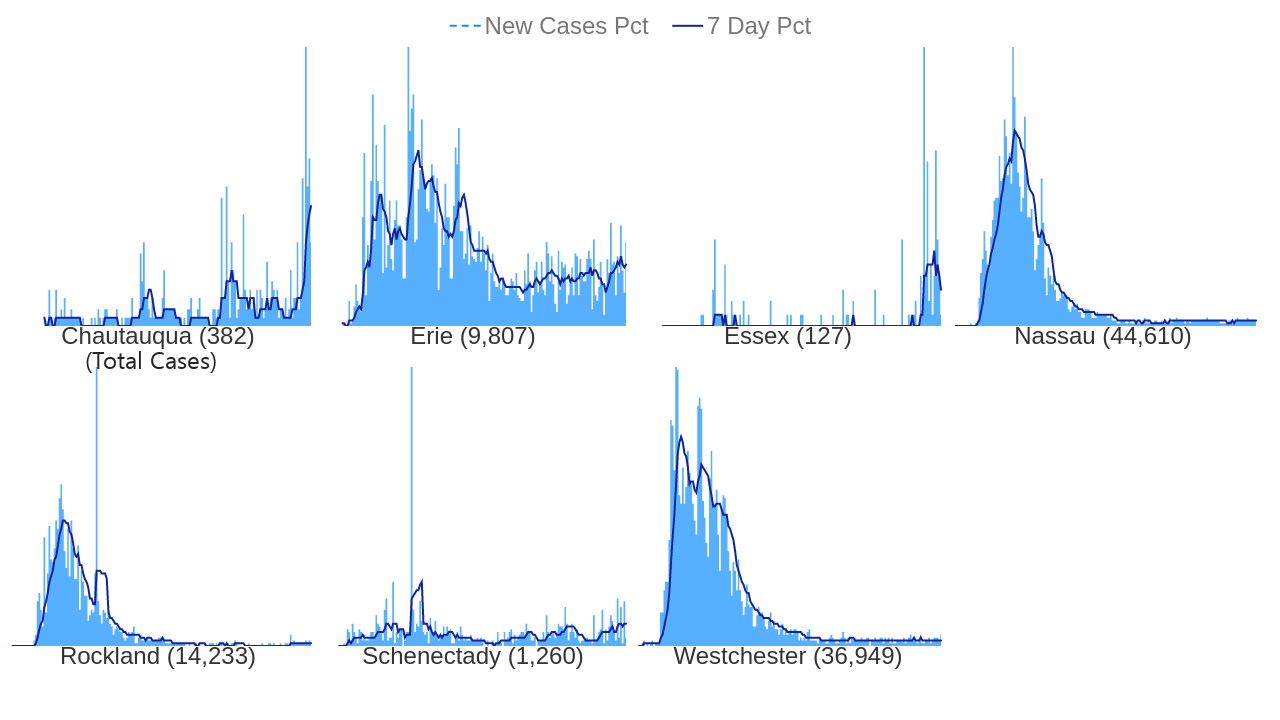 New Cases Pct 7 Day Pct
Chautauqua (382)
(Total Cases)
Erie (9,807)
Essex (127)
Nassau (44,610)
Rockland (14,233)
Schenectady (1,260)
Westchester (36,949)